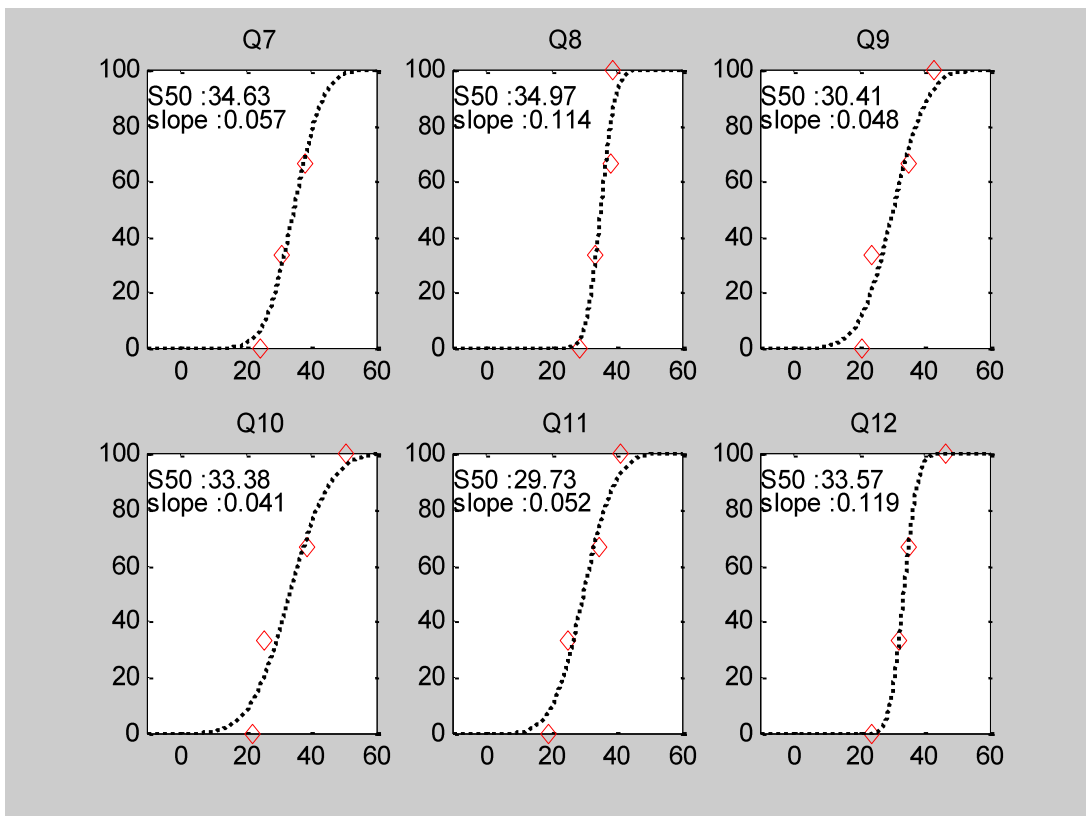 Q7
S50 :34.63
slope :0.057
100
80
60
40
20
0
0 20 40 60
Q8
S50 :34.97
slope :0.114
100
80
60
40
20
0
0 20 40 60
Q9
S50 :30.41
slope :0.048
100
80
60
40
20
0
0 20 40 60
Q10
S50 :33.38
slope :0.041
100
80
60
40
20
0
0 20 40 60
Q11
S50 :29.73
slope :0.052
100
80
60
40
20
0
0 20 40 60
Q12
S50 :33.57
slope :0.119
100
80
60
40
20
0
0 20 40 60